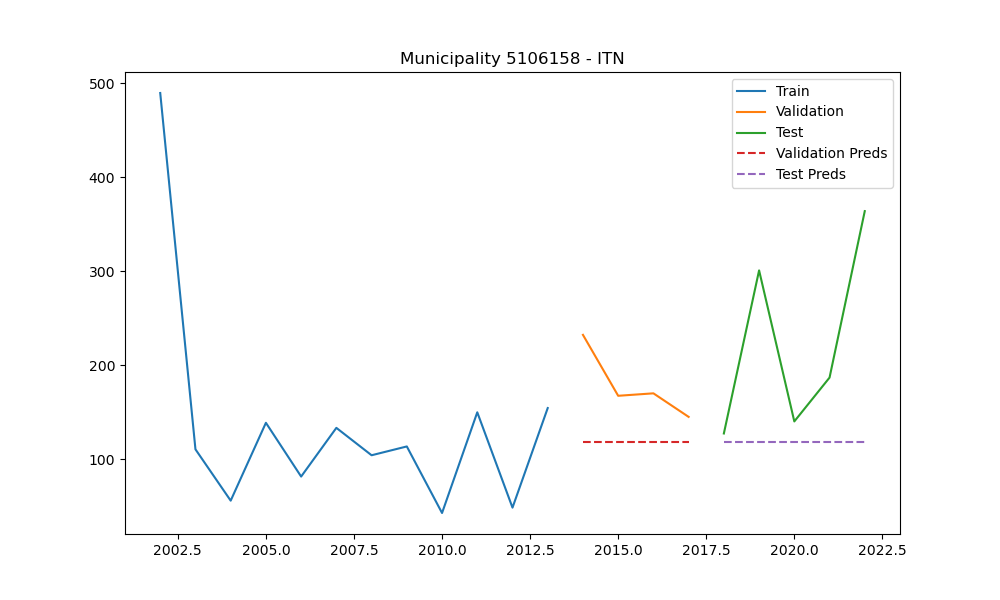 Municipality 5106158 - ITN
500
400
300
200
100
Train
Validation
Test
Validation Preds
Test Preds
2002.5 2005.0 2007.5 2010.0 2012.5 2015.0 2017.5 2020.0 2022.5